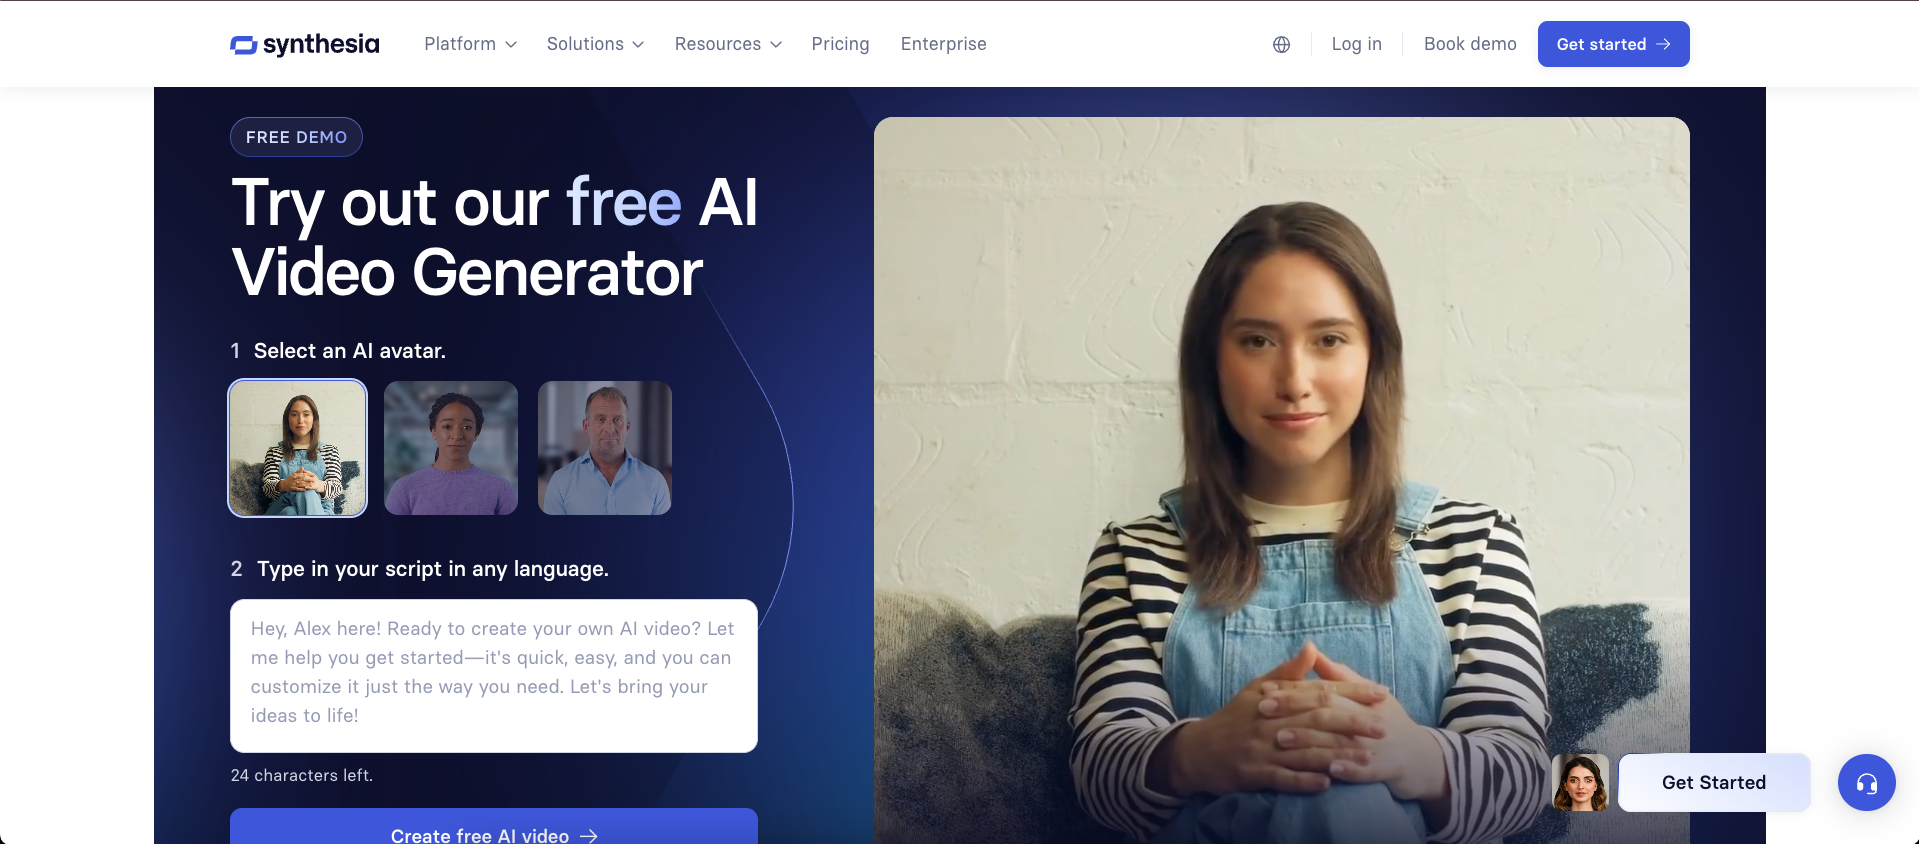 synthesia
Platform
Solutions
Resources
Pricing
Enterprise
Log in
Book demo
Get started
FREE DEMO
Try out our free AI
Video Generator
1 Select an AI avatar.
2 Type in your script in any language.
Hey, Alex here! Ready to create your own AI video? Let
me help you get started—it's quick, easy, and you can
customize it just the way you need. Let's bring your
ideas to life!
24 characters left.
Create free AI video
Get Started